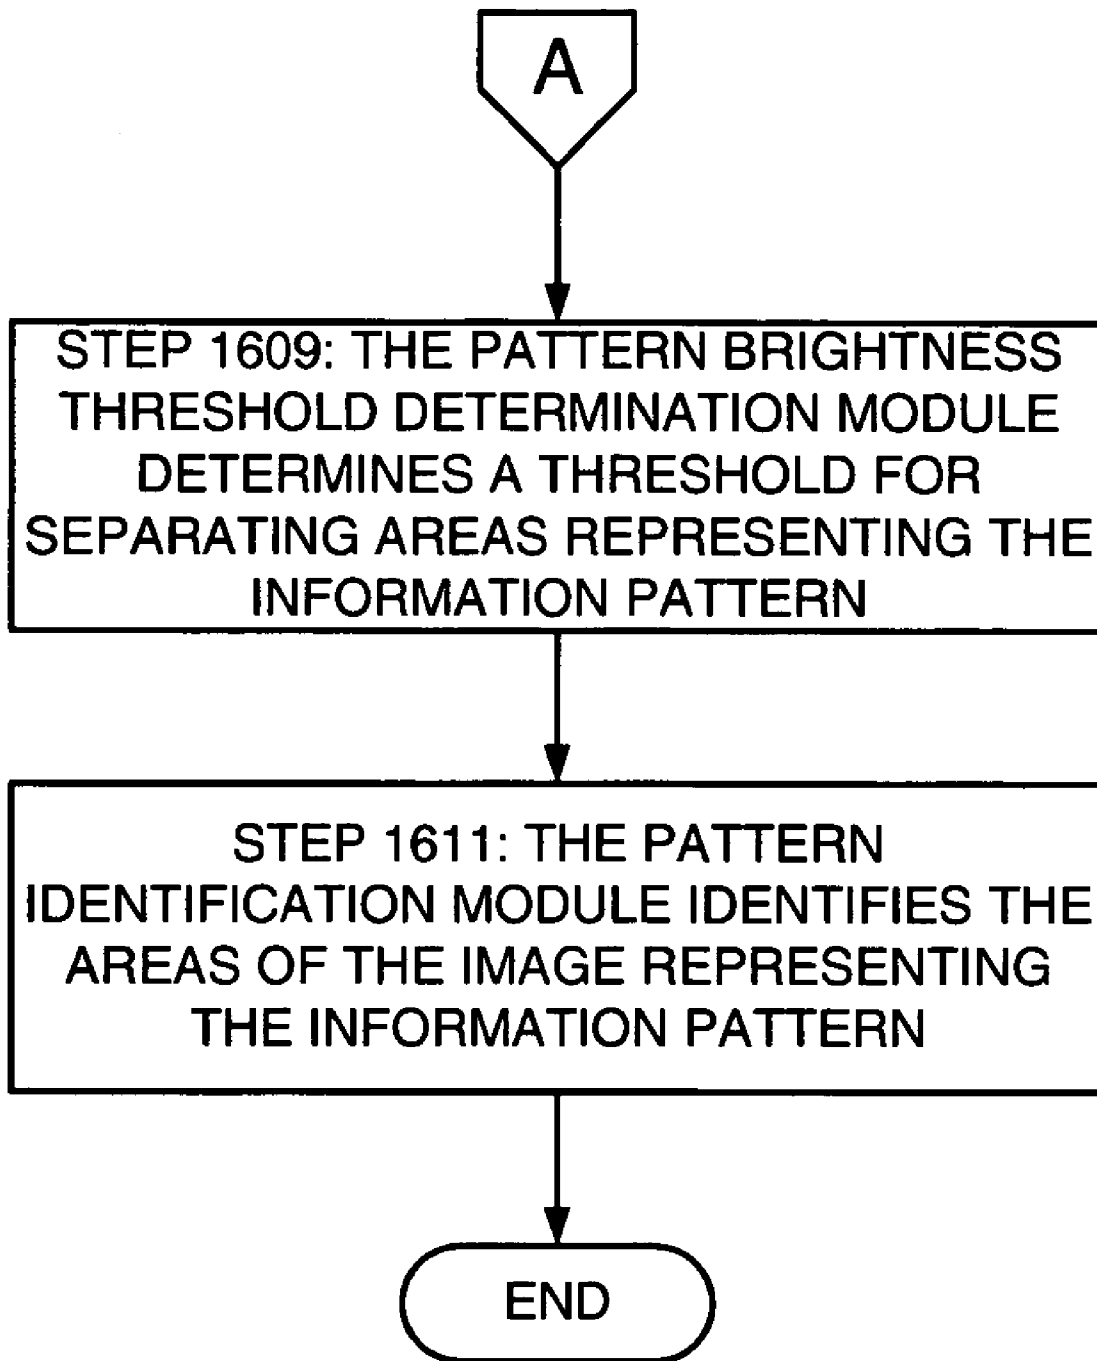 A
STEP 1609: THE PATTERN BRIGHTNESS
THRESHOLD DETERMINATION MODULE
DETERMINES A THRESHOLD FOR
SEPARATING AREAS REPRESENTING THE
INFORMATION PATTERN
STEP 1611: THE PATTERN
IDENTIFICATION MODULE IDENTIFIES THE
AREAS OF THE IMAGE REPRESENTING
THE INFORMATION PATTERN
END